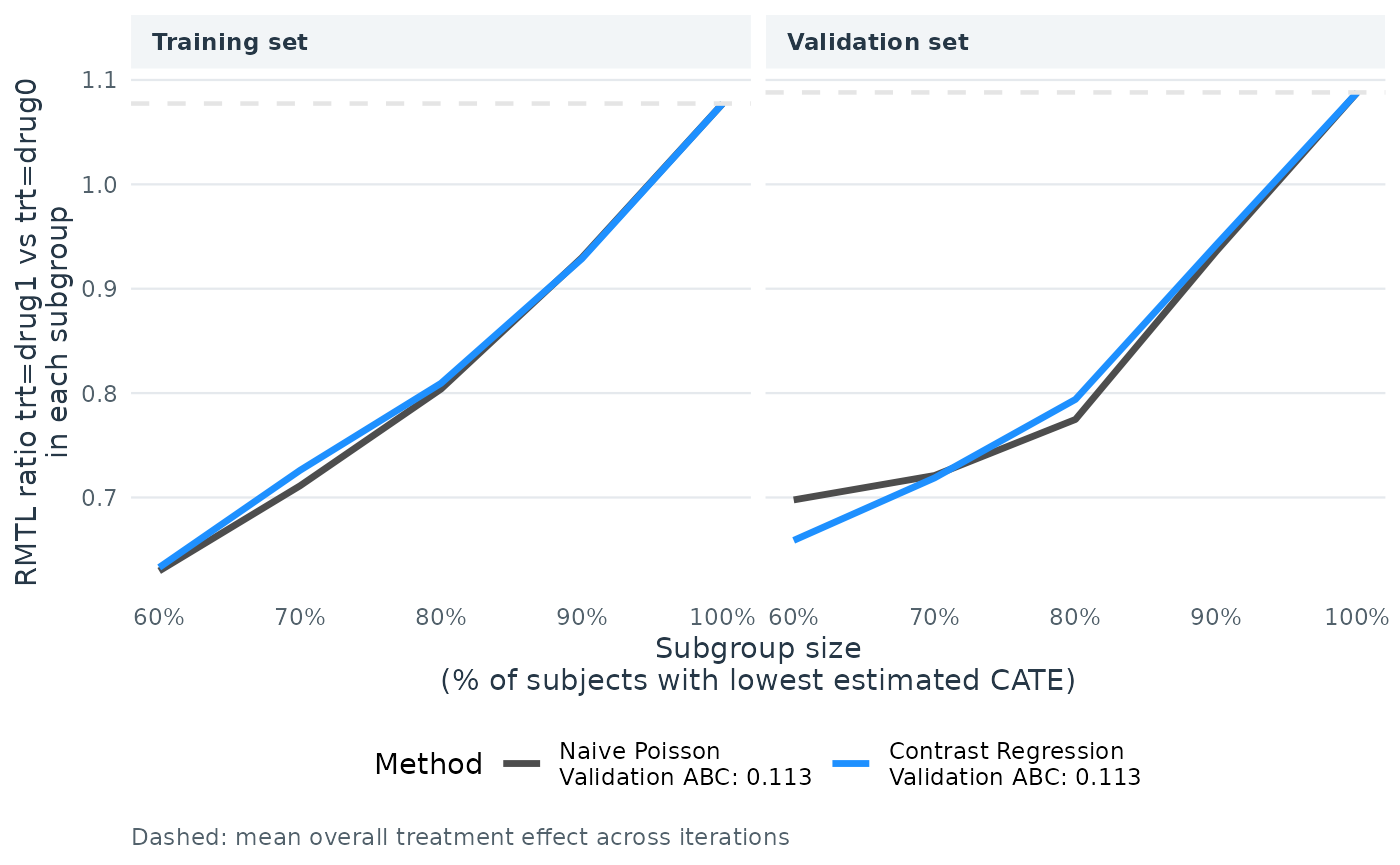 Training set
Validation set
RMTL ratio trt=drug1 vs trt=drug0
in each subgroup
1.1
1.0
0.9
0.8
0.7
60% 70% 80% 90% 100%
60% 70% 80% 90% 100%
Subgroup size
(% of subjects with lowest estimated CATE)
Method
Naive Poisson
Validation ABC: 0.113
Contrast Regression
Validation ABC: 0.113
Dashed: mean overall treatment effect across iterations